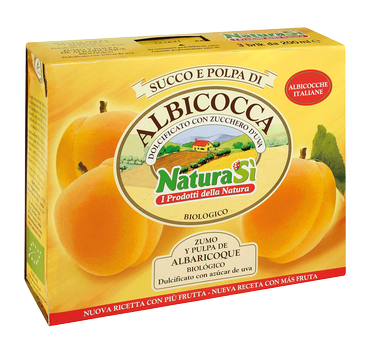 NaturaSì
3 brik da 200 ml e
SUCCO E POLPA DI
ALBICOCCA
DOLCIFICATO CON ZUCCHERO D'UVA
ALBICOCCHE
ITALIANE
NaturaSì
I Prodotti della Natura
BIOLOGICO
ZUMO
Y PULPA DE
ALBARICOQUE
BIOLÓGICO
Dulcificato con azúcar de uva
NUOVA RICETTA CON PIÙ FRUTTA - NUEVA RECETA CON MÁS FRUTA